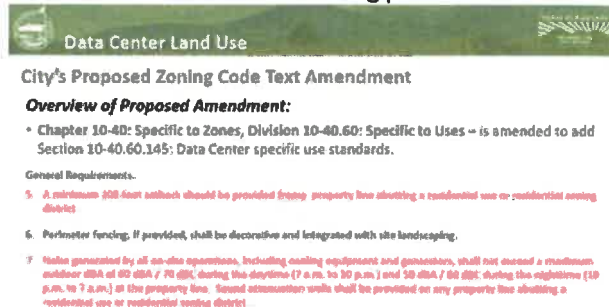 Data Center Land Use
City's Proposed Zoning Code Text Amendment
Overview of Proposed Amendment:
• Chapter 10-40: Specific to Zones, Division 10-40.60: Specific to Uses – is amended to add
Section 10-40.60.145: Data Center specific use standards.
General Requirements.
5. A minimum 200-foot setback should be provided from property line abutting a residential use or residential zoning
district
6. Perimeter fencing, if provided, shall be decorative and integrated with site landscaping.
7. Noise generated by all on-site operations, including cooling equipment and generators, shall not exceed a maximum
outdoor dBA of 60 dBA / 70 dBC during the daytime (7 a.m. to 10 p.m.) and 50 dBA / 60 dBC during the nighttime (10
p.m. to 7 a.m.) at the property line. Sound attenuation walls shall be provided on any property line abutting a
residential use or residential zoning district